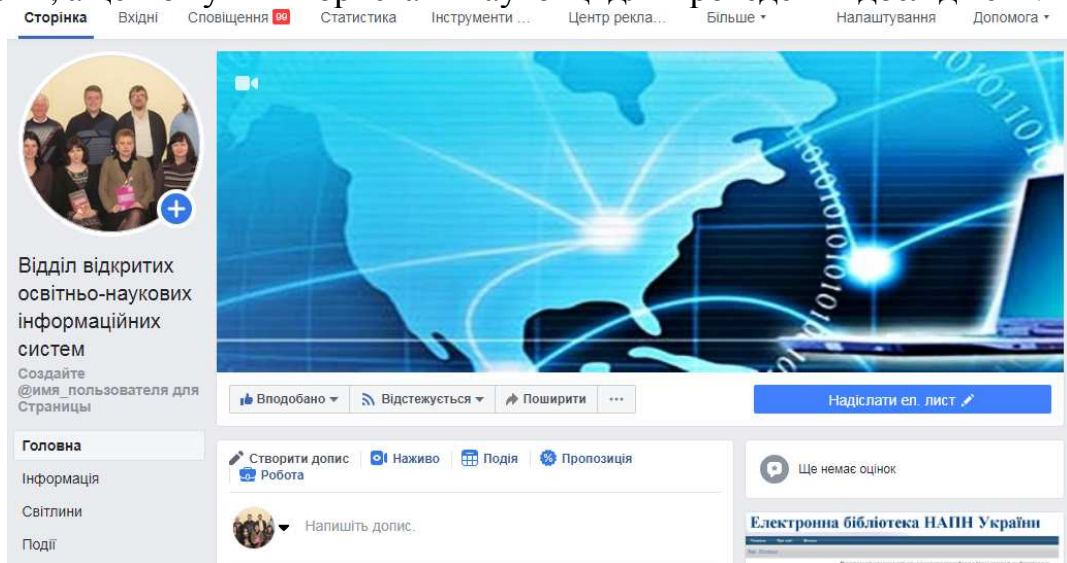 Сторінка Вхідні Сповіщення 99 Статистика Інструменти ... Центр рекла... Більше Налаштування Допомога
Відділ відкритих
освітньо-наукових
інформаційних
систем
Создайте
@имя_пользователя для
Страницы
Головна
Інформація
Світлини
Події
Вподобано Відстежується Поширити ...
Надіслати ел. лист
Створити допис Наживо Подія Пропозиція
Робота
Напишіть допис.
Ще немає оцінок
Електронна бібліотека НАПН України